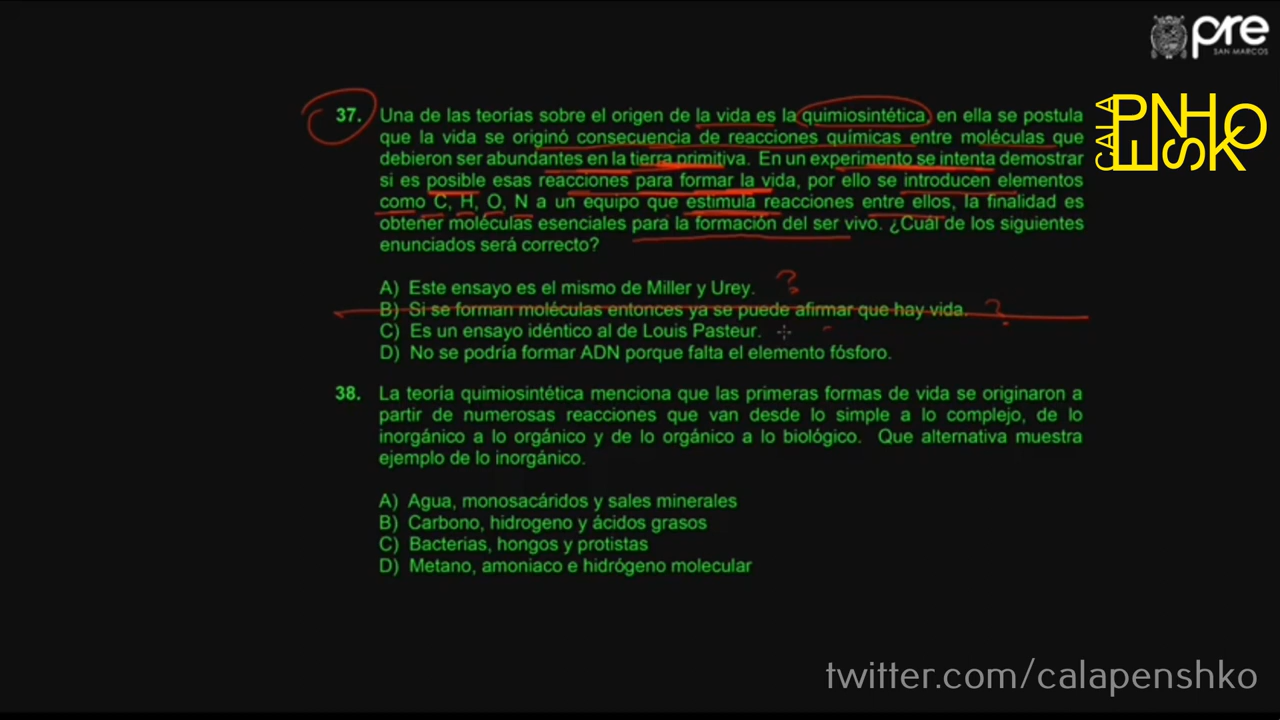 pre
SAN MARCOS
CALA
PENSHKO
37. Una de las teorías sobre el origen de la vida es la quimiosintética, en ella se postula
que la vida se originó consecuencia de reacciones químicas entre moléculas que
debieron ser abundantes en la tierra primitiva. En un experimento se intenta demostrar
si es posible esas reacciones para formar la vida, por ello se introducen elementos
como C, H, O, N a un equipo que estimula reacciones entre ellos, la finalidad es
obtener moléculas esenciales para la formación del ser vivo. ¿Cuál de los siguientes
enunciados será correcto?
A) Este ensayo es el mismo de Miller y Urey. ?
B) Si se forman moléculas entonces ya se puede afirmar que hay vida. ?
C) Es un ensayo idéntico al de Louis Pasteur.
D) No se podría formar ADN porque falta el elemento fósforo.
38. La teoría quimiosintética menciona que las primeras formas de vida se originaron a
partir de numerosas reacciones que van desde lo simple a lo complejo, de lo
inorgánico a lo orgánico y de lo orgánico a lo biológico. Que alternativa muestra
ejemplo de lo inorgánico.
A) Agua, monosacáridos y sales minerales
B) Carbono, hidrogeno y ácidos grasos
C) Bacterias, hongos y protistas
D) Metano, amoniaco e hidrógeno molecular
twitter.com/calapenshko